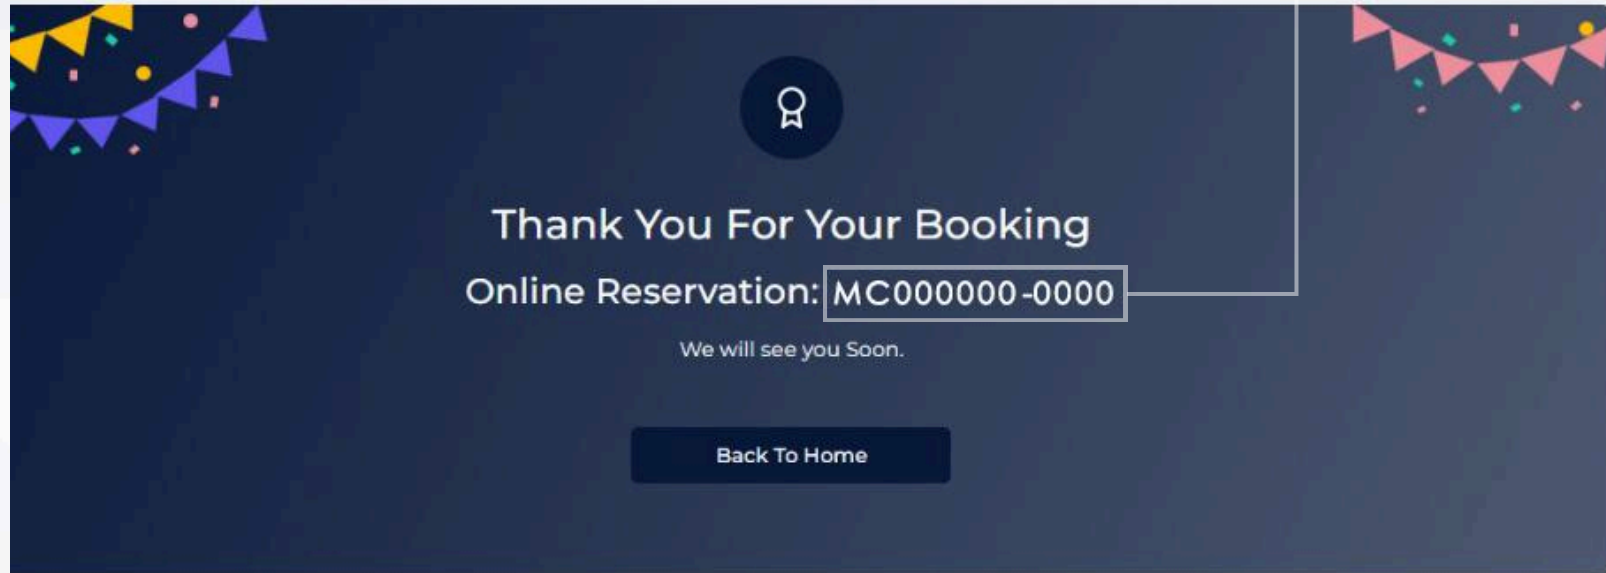 Thank You For Your Booking
Online Reservation: MC000000-0000
We will see you Soon.
Back To Home